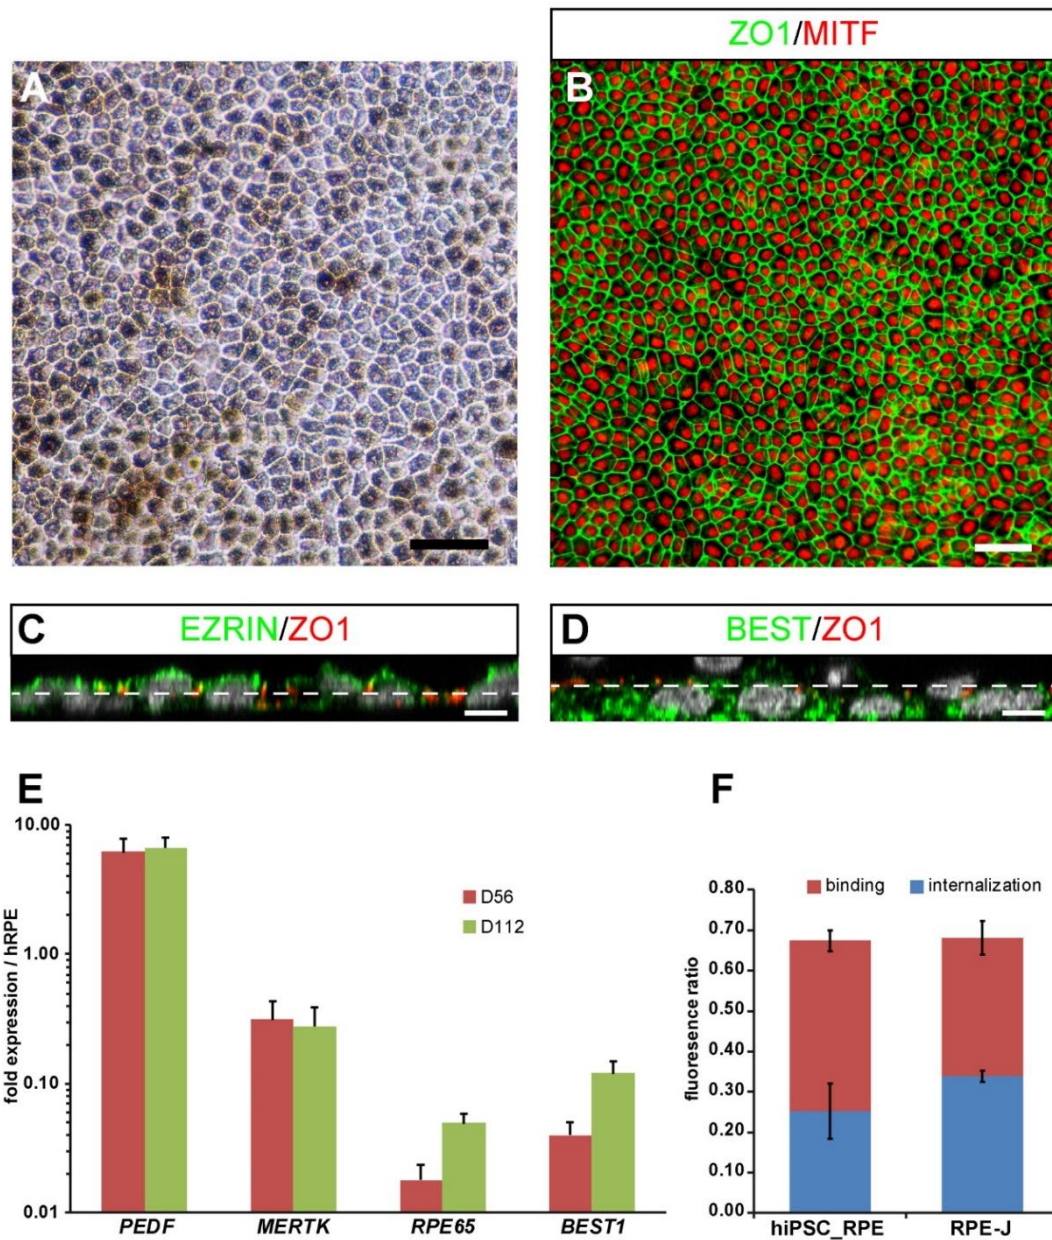 ZO1/MITF
A
B
C
EZRIN/ZO1
D
BEST/ZO1
E
F
fold expression / hRPE
10.00
1.00
0.10
0.01
D56
D112
PEDF
MERTK
RPE65
BEST1
fluoresence ratio
binding
internalization
0.80
0.70
0.60
0.50
0.40
0.30
0.20
0.10
0.00
hiPSC_RPE
RPE-J